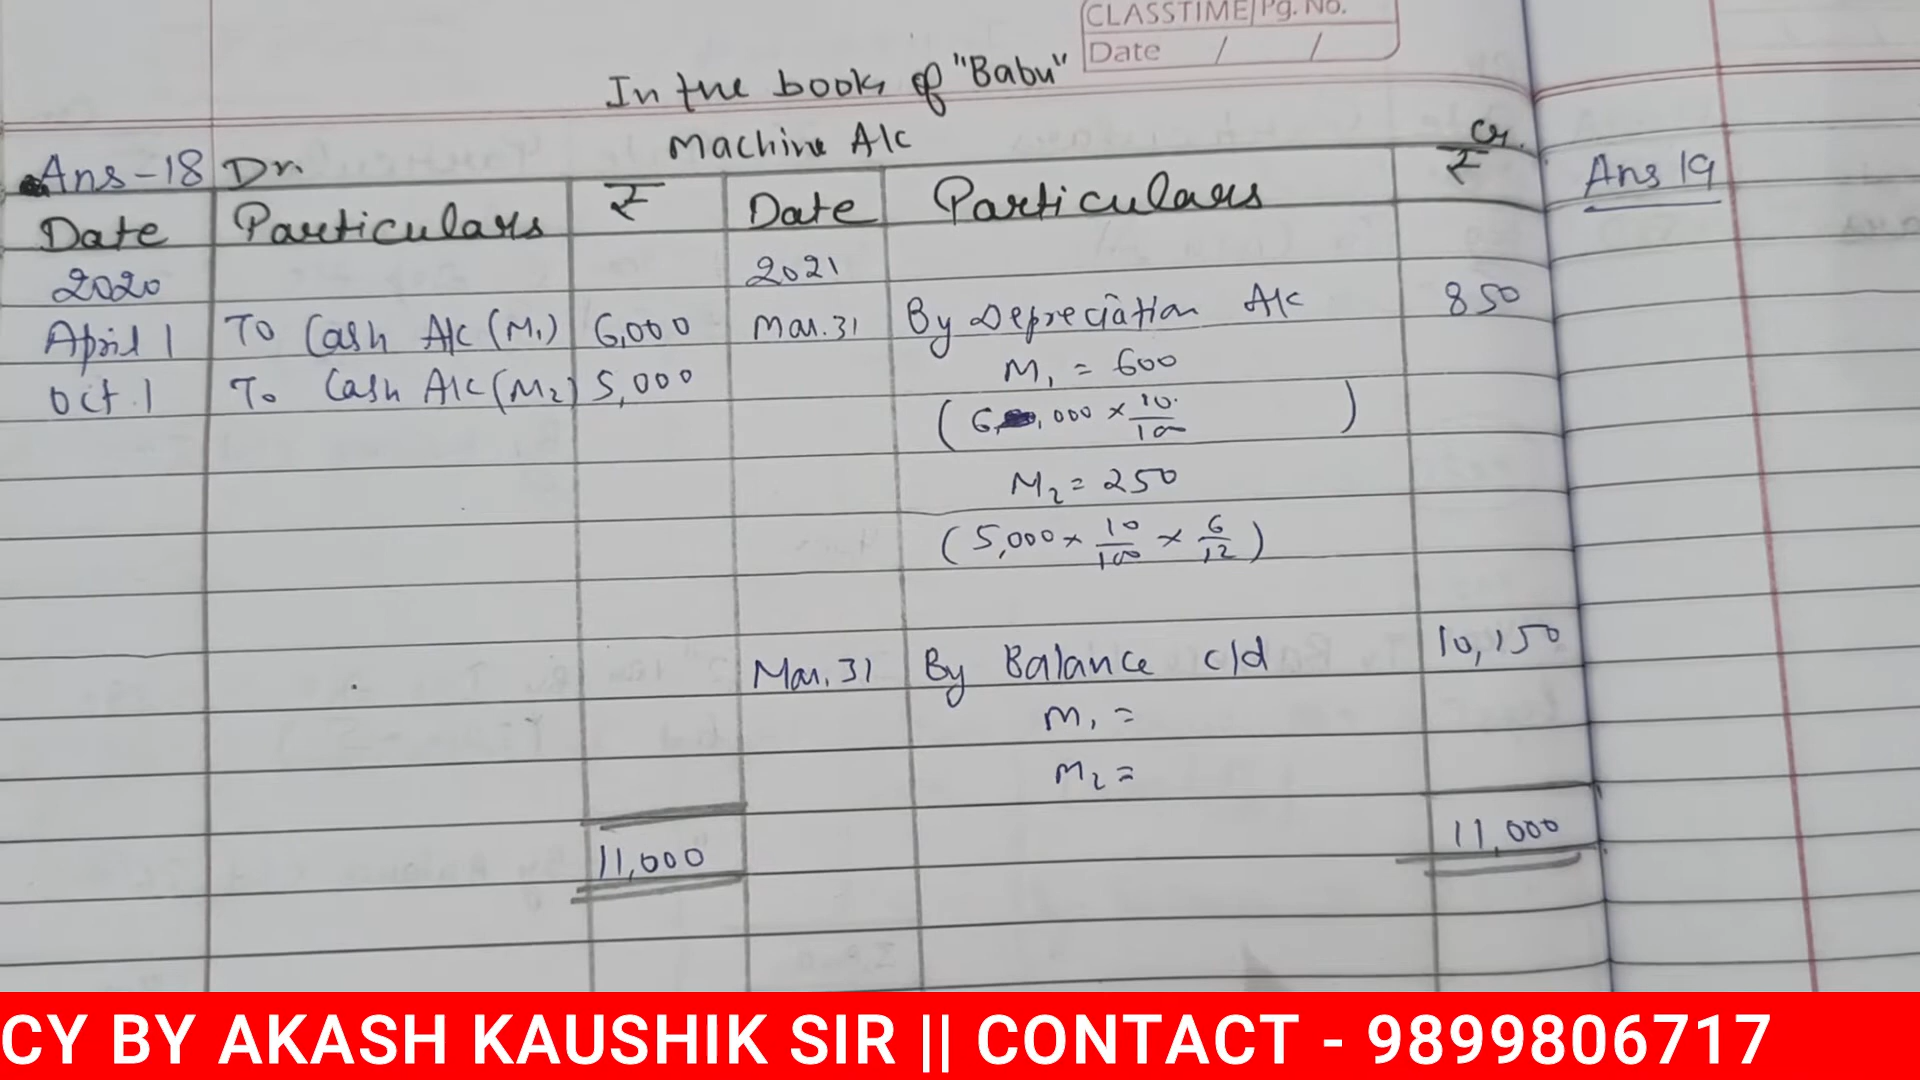 CLASSTIME Pg. No.
Date / /
In the books of "Babu"
Machine A/c
Ans-18 Dr. Cr.
Date Particulars ₹ Date Particulars ₹
2020 2021
April 1 To Cash A/c (M₁) 6,000 Mar. 31 By Depreciation A/c 850
Oct. 1 To Cash A/c (M₂) 5,000 M₁ = 600
(6,000 × 10/100)
M₂ = 250
(5,000 × 10/100 × 6/12)
Mar. 31 By Balance c/d 10,150
M₁ =
M₂ =
11,000 11,000
Ans 19
CY BY AKASH KAUSHIK SIR || CONTACT - 9899806717